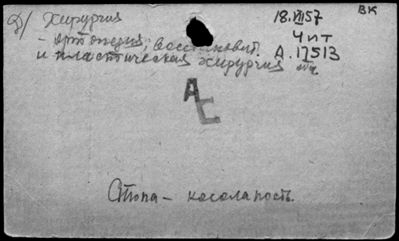 д/ Хирургия
- ортопедия; восстановит.
и пластическая хирургия
18.VII 57
ВК
Чит
А.17513
АС
Стопа – косолапость.